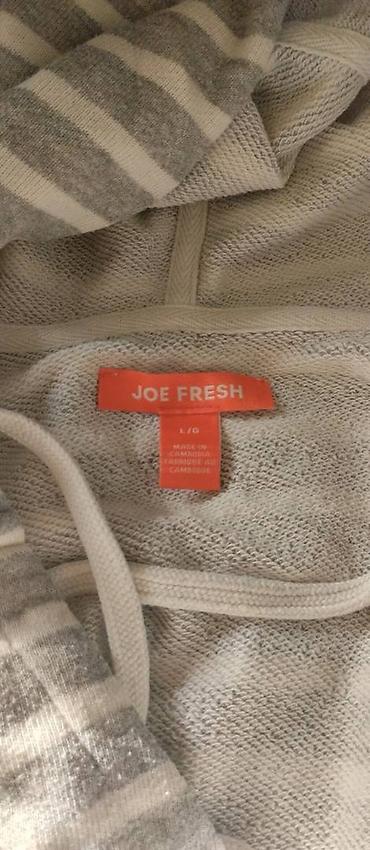 JOE FRESH
L/G
MADE IN
CAMBODIA
FABRIQUÉ AU
CAMBODGE